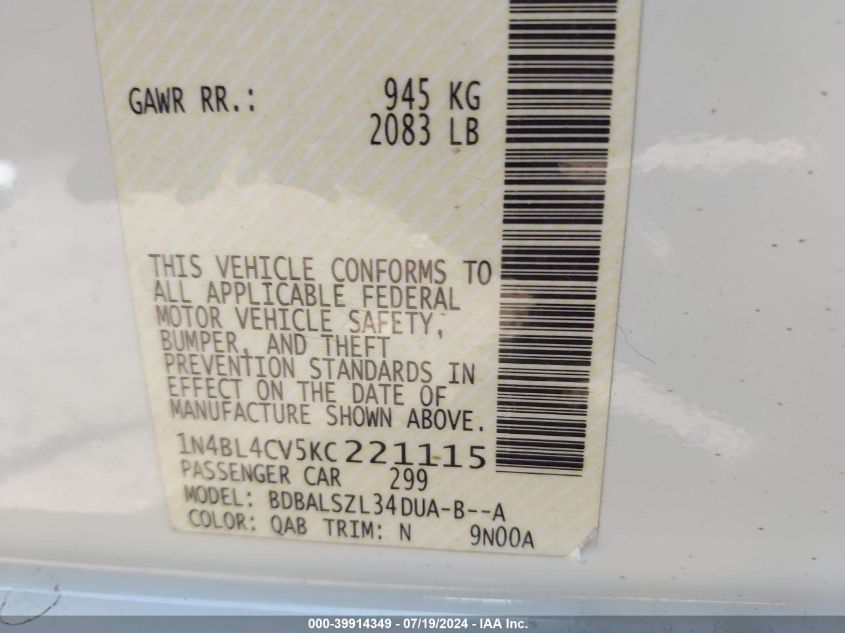 GAWR RR.: 945 KG
2083 LB
THIS VEHICLE CONFORMS TO
ALL APPLICABLE FEDERAL
MOTOR VEHICLE SAFETY,
BUMPER, AND THEFT
PREVENTION STANDARDS IN
EFFECT ON THE DATE OF
MANUFACTURE SHOWN ABOVE.
1N4BL4CV5KC221115
PASSENGER CAR 299
MODEL: BDBALSZL34DUA-B--A
COLOR: QAB TRIM: N 9N00A
000-39914349 - 07/19/2024 - IAA Inc.